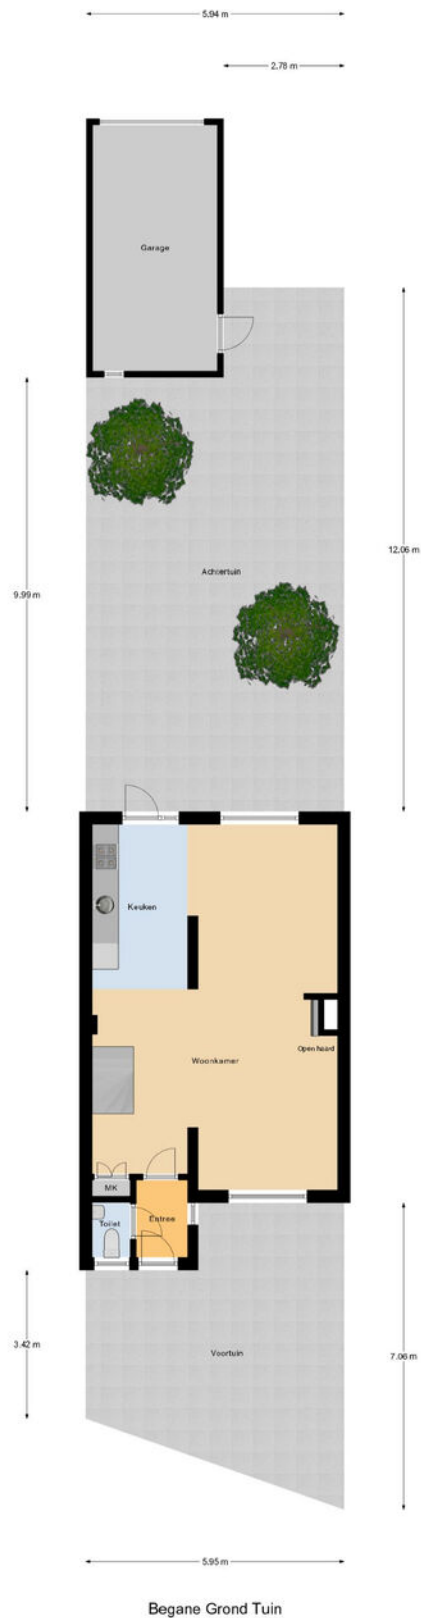 5.94 m
2.78 m
Garage
12.06 m
Achtertuin
9.99 m
Keuken
Open haard
Woonkamer
MK
Toilet
Entree
3.42 m
Voortuin
7.06 m
5.95 m
Begane Grond Tuin